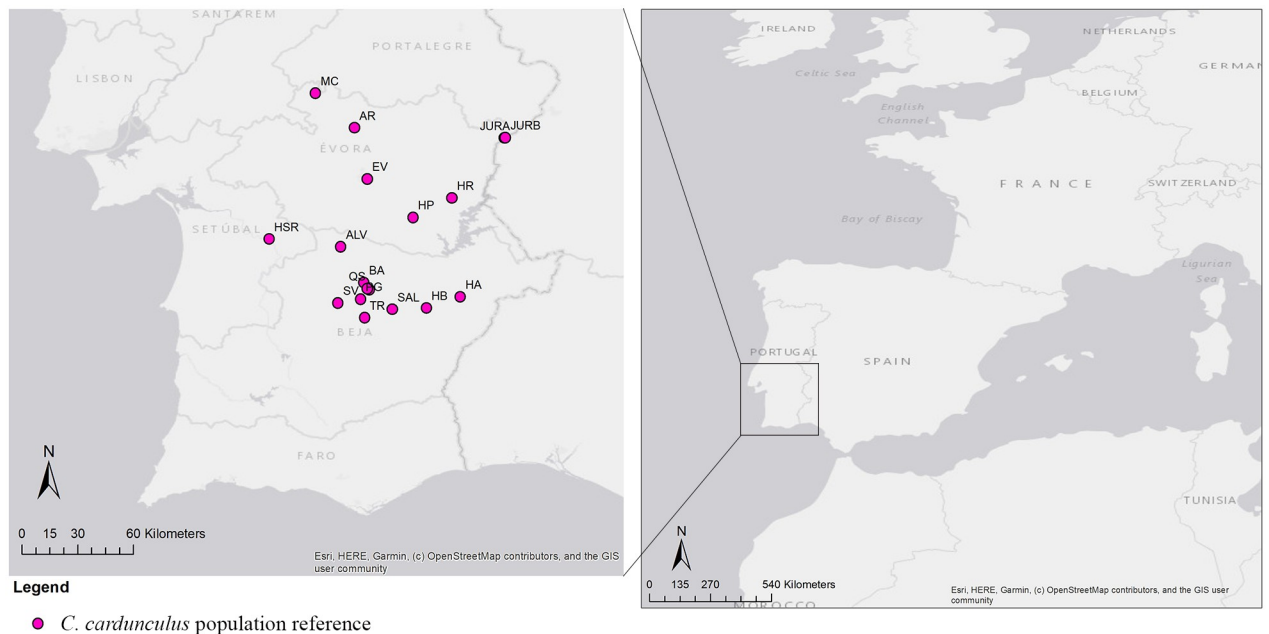 SANTARÉM
PORTALEGRE
LISBON
MC
AR
JURAJURB
ÉVORA
EV
HR
HP
SETÚBAL
HSR
ALV
BA
QS
SV
TR
SAL
HB
HA
BEJA
FARO
N
0 15 30 60 Kilometers
Esri, HERE, Garmin, (c) OpenStreetMap contributors, and the GIS
user community
Legend
C. cardunculus population reference
IRELAND
NETHERLANDS
Celtic Sea
GERMAN
BELGIUM
English
Channel
FRANCE
SWITZERLAND
Bay of Biscay
Ligurian
Sea
PORTUGAL
SPAIN
TUNISIA
N
0 135 270 540 Kilometers
Esri, HERE, Garmin, (c) OpenStreetMap contributors, and the GIS user
community
MOROCCO